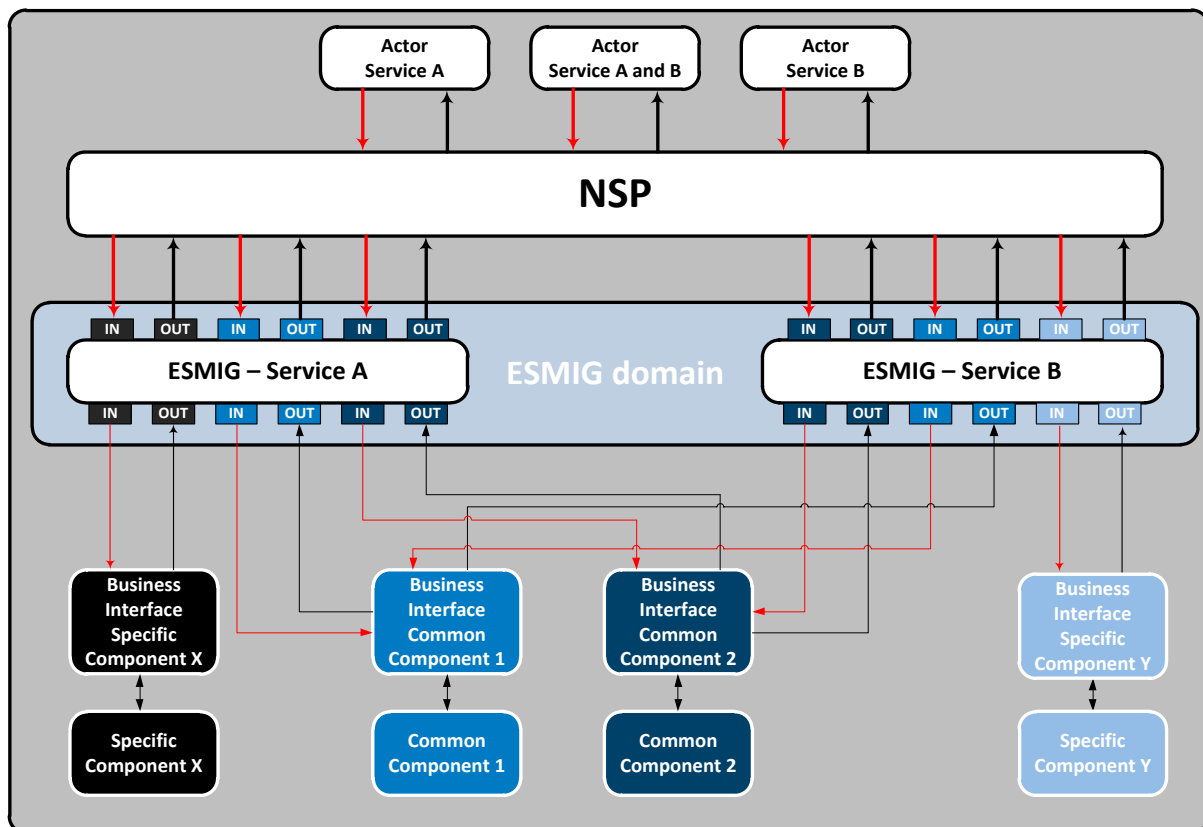 Actor
Service A
Actor
Service A and B
Actor
Service B
NSP
IN OUT IN OUT IN OUT
IN OUT IN OUT IN OUT
ESMIG – Service A
ESMIG domain
ESMIG – Service B
IN OUT IN OUT IN OUT
IN OUT IN OUT IN OUT
Business
Interface
Specific
Component X
Business
Interface
Common
Component 1
Business
Interface
Common
Component 2
Business
Interface
Specific
Component Y
Specific
Component X
Common
Component 1
Common
Component 2
Specific
Component Y